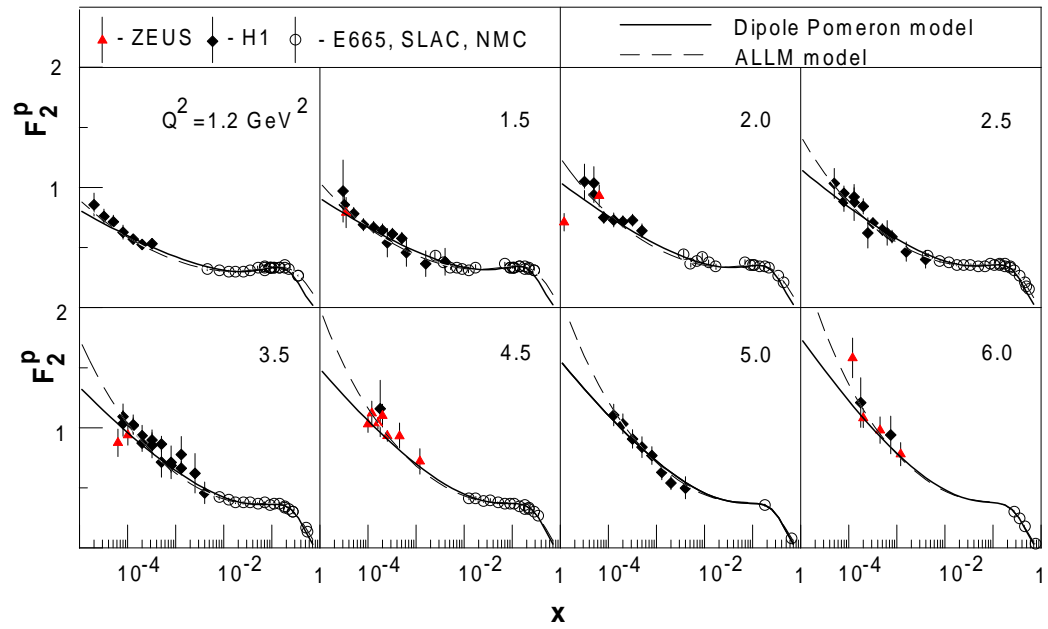 - ZEUS - H1 - E665, SLAC, NMC
Dipole Pomeron model
ALLM model
2
F₂ᵖ
Q² =1.2 GeV²
1.5
2.0
2.5
1
2
F₂ᵖ
3.5
4.5
5.0
6.0
1
10⁻⁴ 10⁻² 1 10⁻⁴ 10⁻² 1 10⁻⁴ 10⁻² 1 10⁻⁴ 10⁻² 1
x